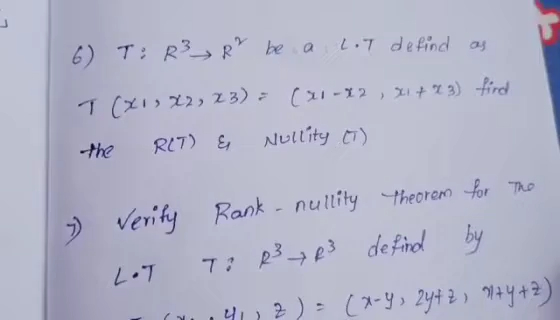 6) T: R³→R² be a L.T defind as
T (x1, x2, x3) = (x1-x2, x1+x3) find
the R(T) & Nullity (T)
7) Verify Rank-nullity theorem for the
L.T T: R³→R³ defind by
z) = (x-y, 2y+z, x+y+z)